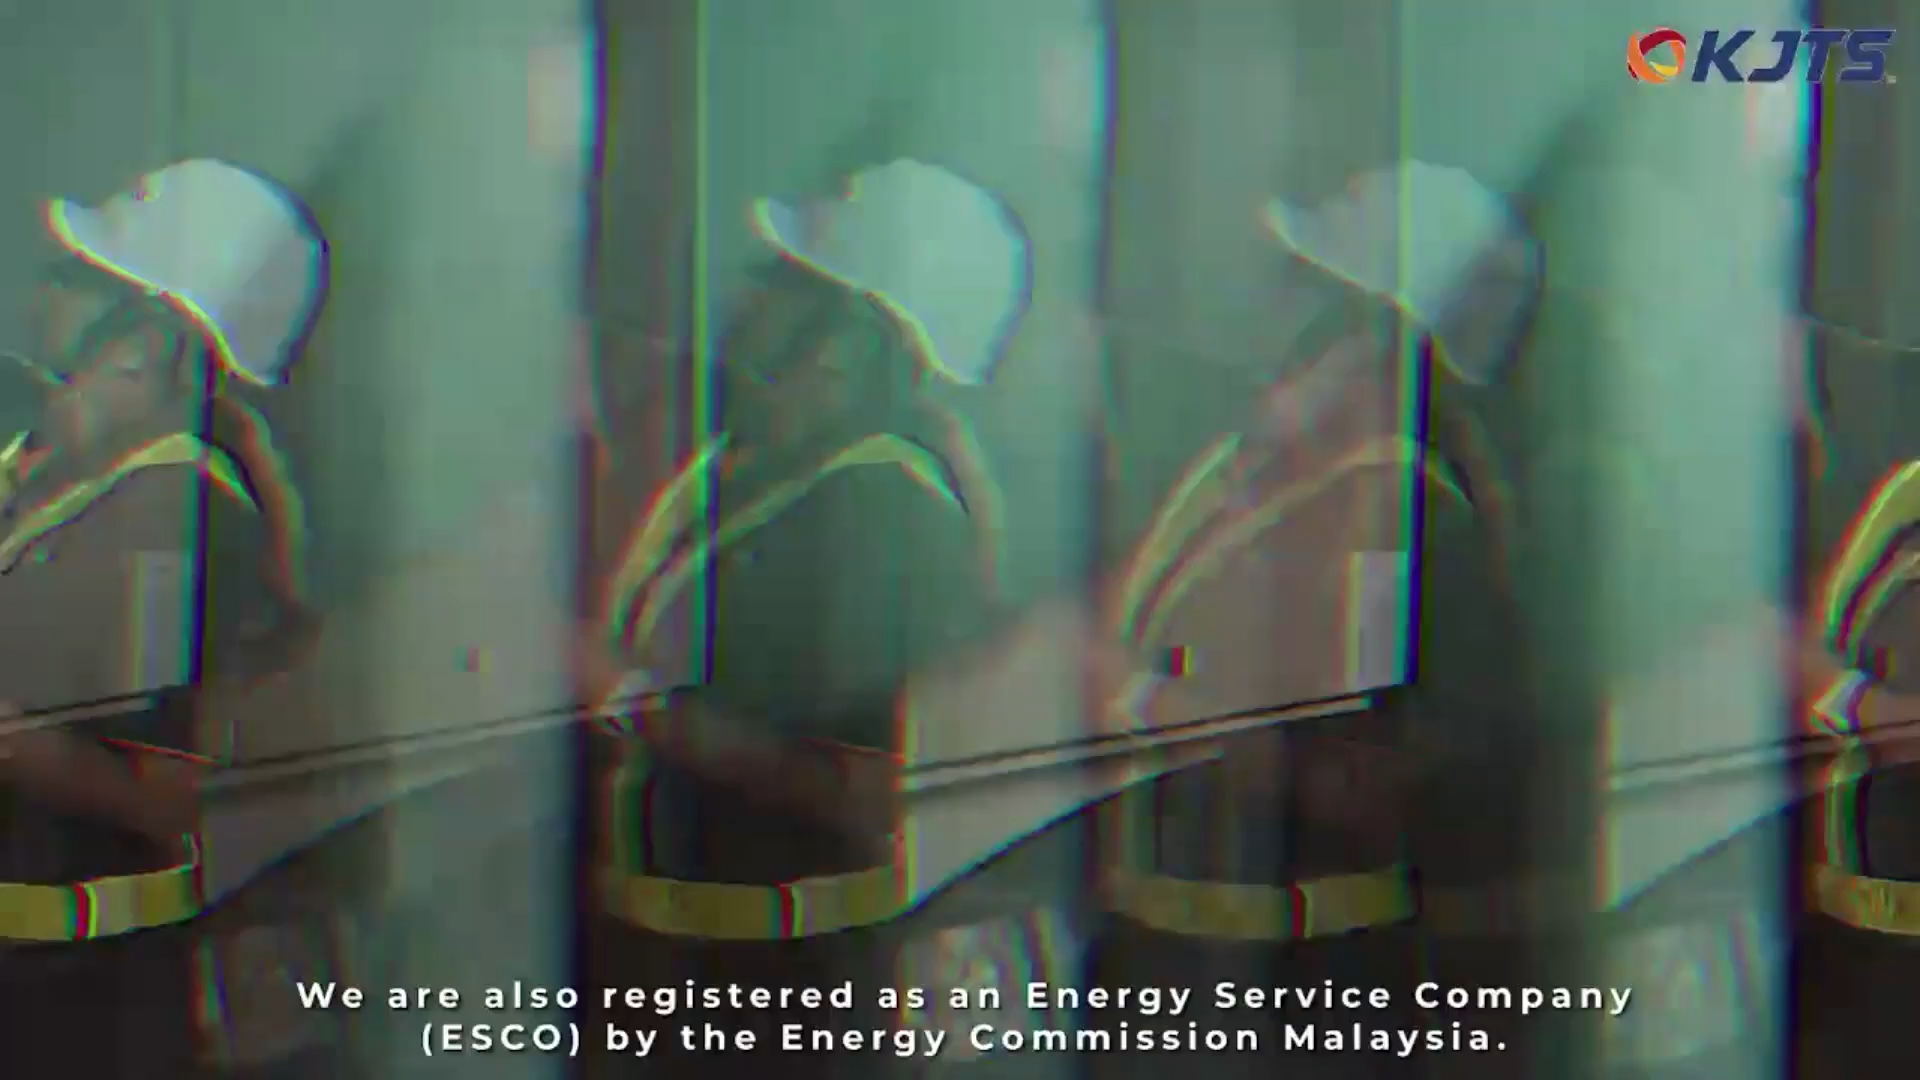 KJTS
We are also registered as an Energy Service Company
(ESCO) by the Energy Commission Malaysia.